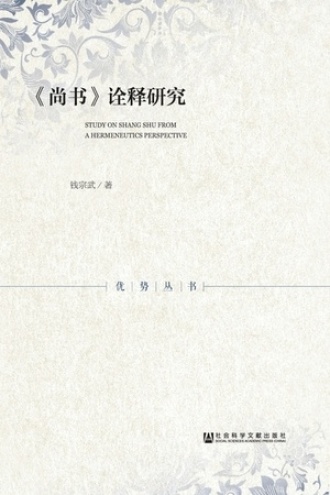 《尚书》诠释研究
STUDY ON SHANG SHU FROM
A HERMENEUTICS PERSPECTIVE
钱宗武／著
优势丛书
社会科学文献出版社
SOCIAL SCIENCES ACADEMIC PRESS (CHINA)